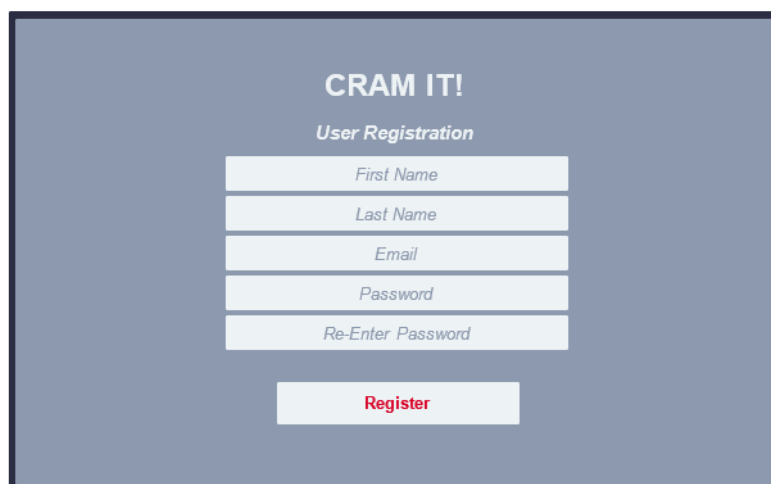 CRAM IT!
User Registration
First Name
Last Name
Email
Password
Re-Enter Password
Register